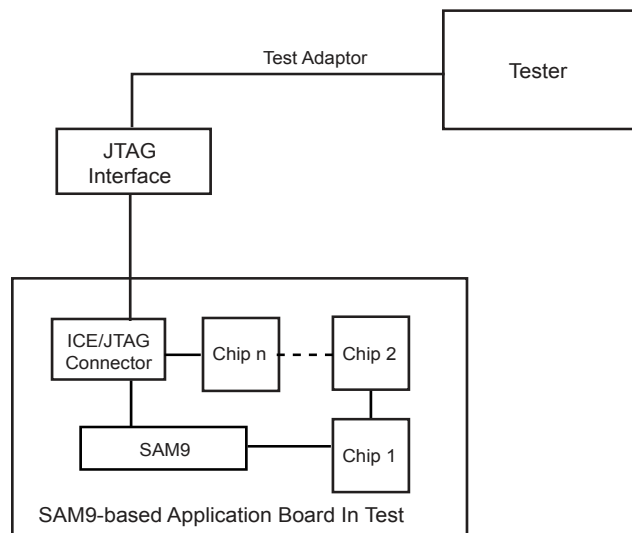 Test Adaptor
Tester
JTAG
Interface
ICE/JTAG
Connector
Chip n
Chip 2
SAM9
Chip 1
SAM9-based Application Board In Test